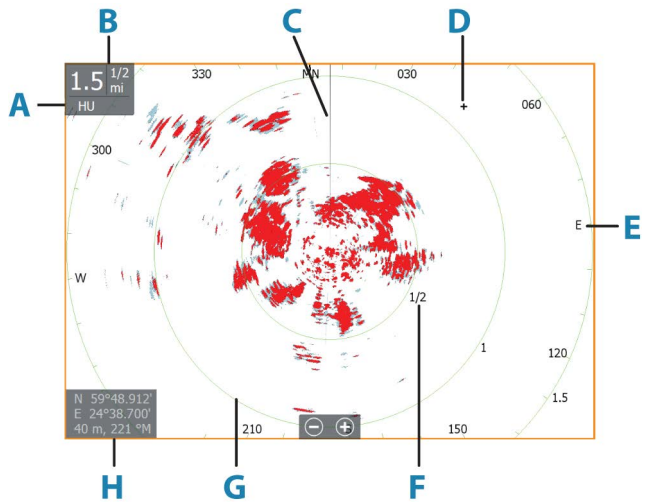 B
C
D
A
1.5 1/2 mi
HU
330
MN
030
060
300
E
E
W
1/2
1
120
1.5
N 59°48.912'
E 24°38.700'
40 m, 221 °M
210
150
H
G
F